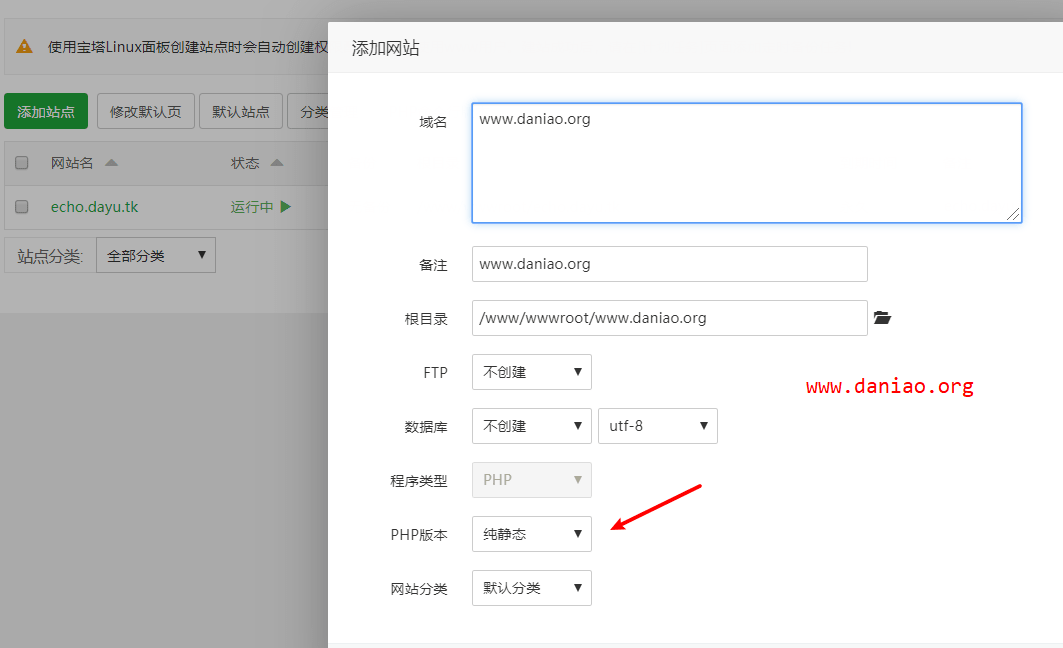 使用宝塔Linux面板创建站点时会自动创建权
添加站点 修改默认页 默认站点 分类
网站名 状态
echo.dayu.tk 运行中
站点分类: 全部分类
添加网站
域名 www.daniao.org
备注 www.daniao.org
根目录 /www/wwwroot/www.daniao.org
FTP 不创建
www.daniao.org
数据库 不创建 utf-8
程序类型 PHP
PHP版本 纯静态
网站分类 默认分类